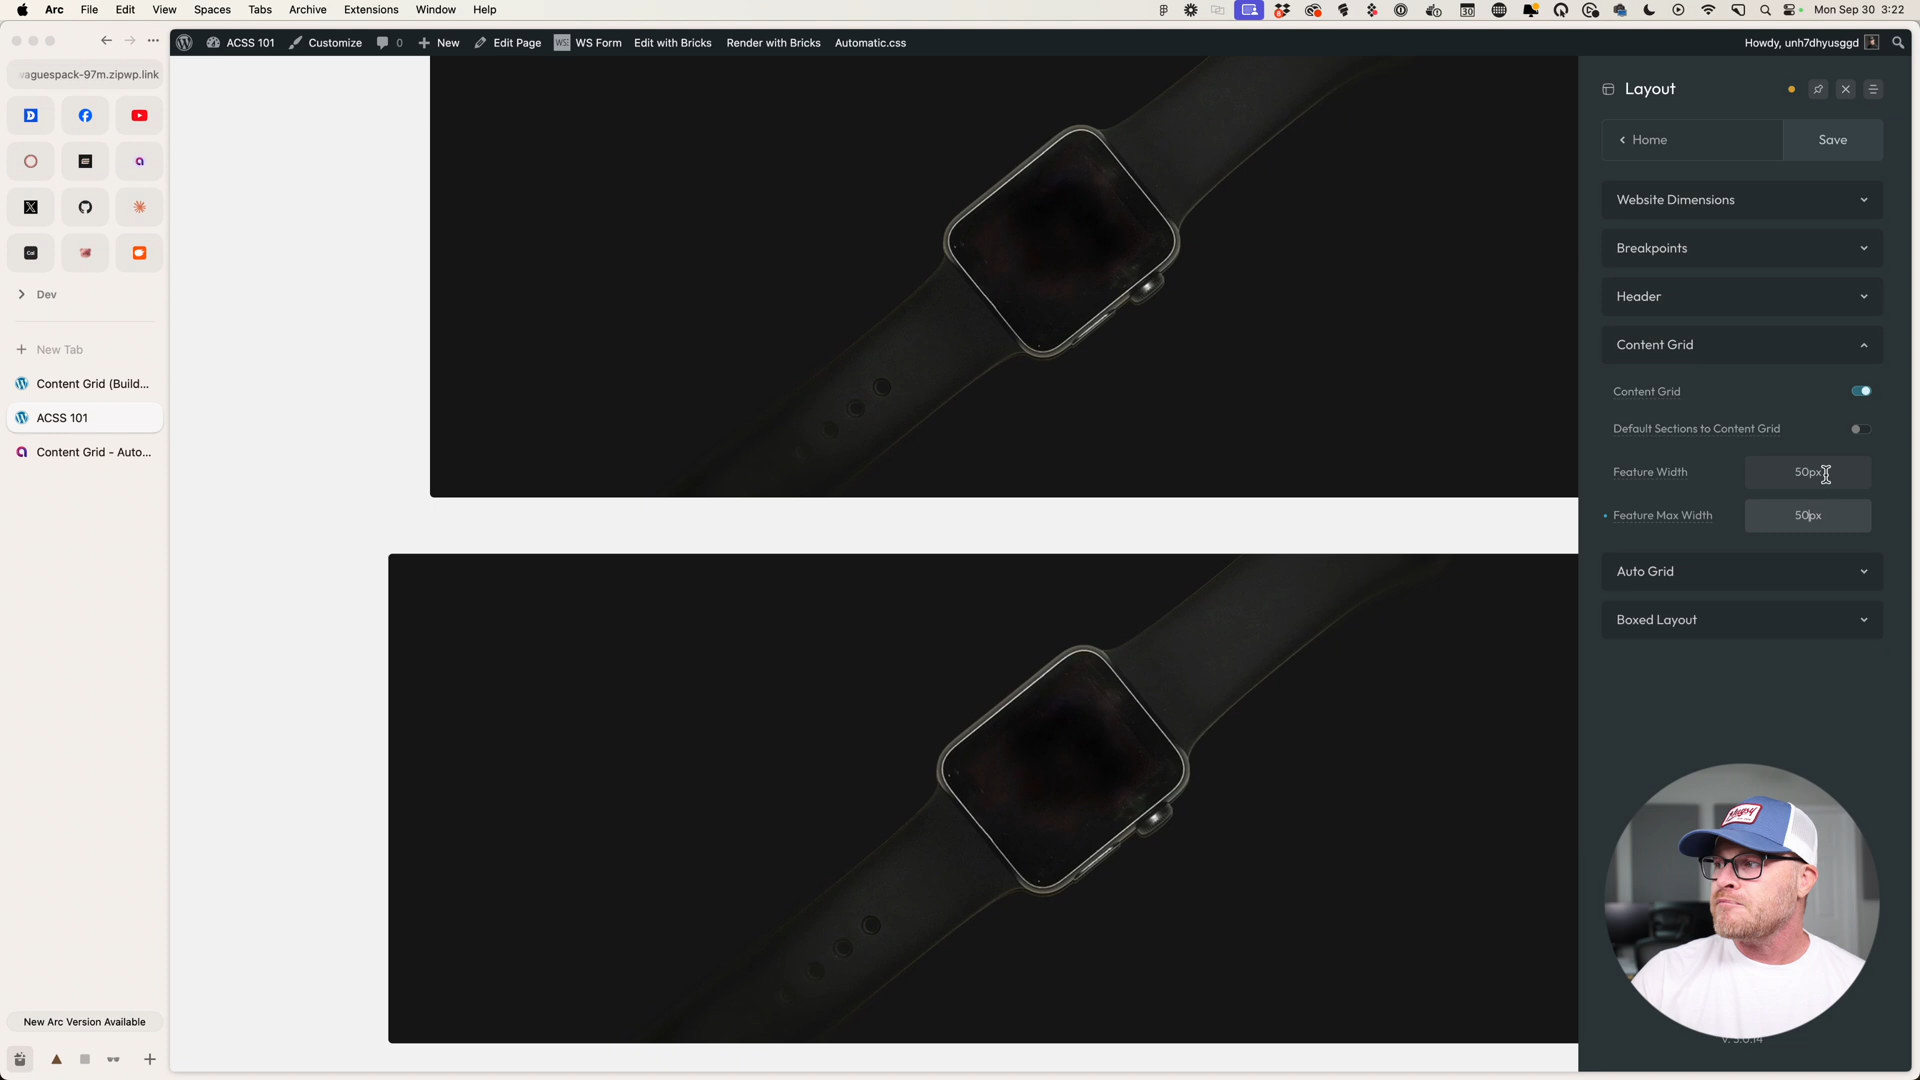 Arc File Edit View Spaces Tabs Archive Extensions Window Help
30
Mon Sep 30 3:22
ACSS 101 Customize 0 New Edit Page WS: WS Form Edit with Bricks Render with Bricks Automatic.css
Howdy, unh7dhyusggd
aguespack-97m.zipwp.link
Cal
Dev
New Tab
Content Grid (Build...
ACSS 101
Content Grid - Auto...
New Arc Version Available
Layout
Home
Save
Website Dimensions
Breakpoints
Header
Content Grid
Content Grid
Default Sections to Content Grid
Feature Width 50px
Feature Max Width 50px
Auto Grid
Boxed Layout